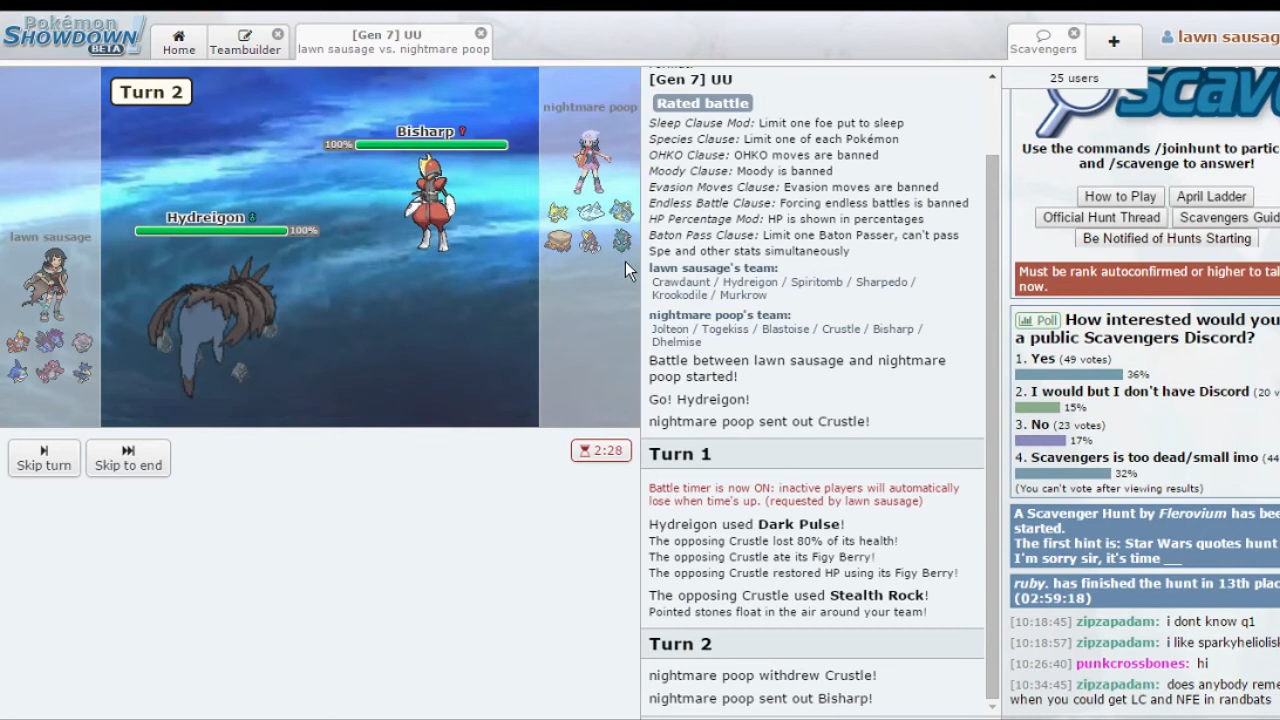 Pokémon
SHOWDOWN!
BETA
Home
Teambuilder
[Gen 7] UU
lawn sausage vs. nightmare poop
Scavengers
+
lawn sausag
Turn 2
nightmare poop
Bisharp
100%
Hydreigon
100%
lawn sausage
Skip turn
Skip to end
2:28
[Gen 7] UU
Rated battle
Sleep Clause Mod: Limit one foe put to sleep
Species Clause: Limit one of each Pokémon
OHKO Clause: OHKO moves are banned
Moody Clause: Moody is banned
Evasion Moves Clause: Evasion moves are banned
Endless Battle Clause: Forcing endless battles is banned
HP Percentage Mod: HP is shown in percentages
Baton Pass Clause: Limit one Baton Passer, can't pass
Spe and other stats simultaneously
lawn sausage's team:
Crawdaunt / Hydreigon / Spiritomb / Sharpedo /
Krookodile / Murkrow
nightmare poop's team:
Jolteon / Togekiss / Blastoise / Crustle / Bisharp /
Dhelmise
Battle between lawn sausage and nightmare
poop started!
Go! Hydreigon!
nightmare poop sent out Crustle!
Turn 1
Battle timer is now ON: inactive players will automatically
lose when time's up. (requested by lawn sausage)
Hydreigon used Dark Pulse!
The opposing Crustle lost 80% of its health!
The opposing Crustle ate its Figy Berry!
The opposing Crustle restored HP using its Figy Berry!
The opposing Crustle used Stealth Rock!
Pointed stones float in the air around your team!
Turn 2
nightmare poop withdrew Crustle!
nightmare poop sent out Bisharp!
25 users
Scav
Use the commands /joinhunt to partic
and /scavenge to answer!
How to Play
April Ladder
Official Hunt Thread
Scavengers Guid
Be Notified of Hunts Starting
Must be rank autoconfirmed or higher to tal
now.
Poll How interested would you
a public Scavengers Discord?
1. Yes (49 votes)
36%
2. I would but I don't have Discord (20 v
15%
3. No (23 votes)
17%
4. Scavengers is too dead/small imo (44
32%
(You can't vote after viewing results)
A Scavenger Hunt by Flerovium has bee
started.
The first hint is: Star Wars quotes hunt
I'm sorry sir, it's time ___
ruby. has finished the hunt in 13th plac
(02:59:18)
[10:18:45] zipzapadam: i dont know q1
[10:18:57] zipzapadam: i like sparkyheliolisk
[10:26:40] punkcrossbones: hi
[10:34:45] zipzapadam: does anybody reme
when you could get LC and NFE in randbats